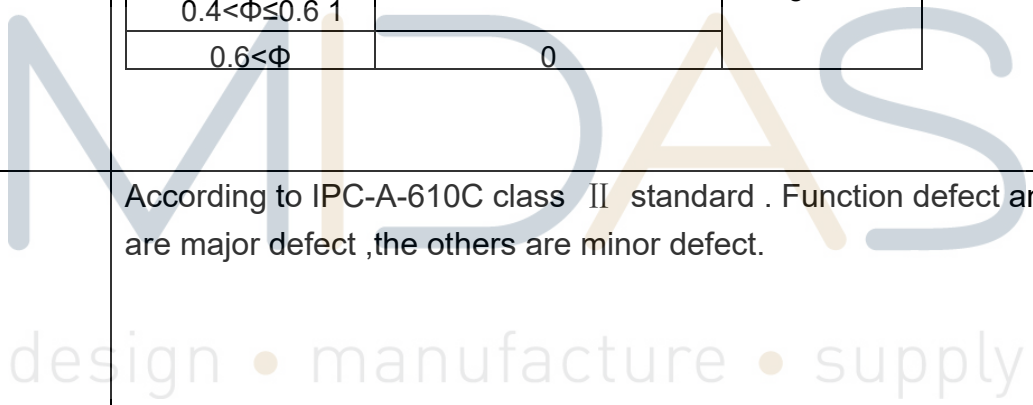 0.4<Φ≤0.6 1
0.6<Φ 0
According to IPC-A-610C class Ⅱ standard . Function defect
are major defect ,the others are minor defect.
MIDAS
design • manufacture • supply